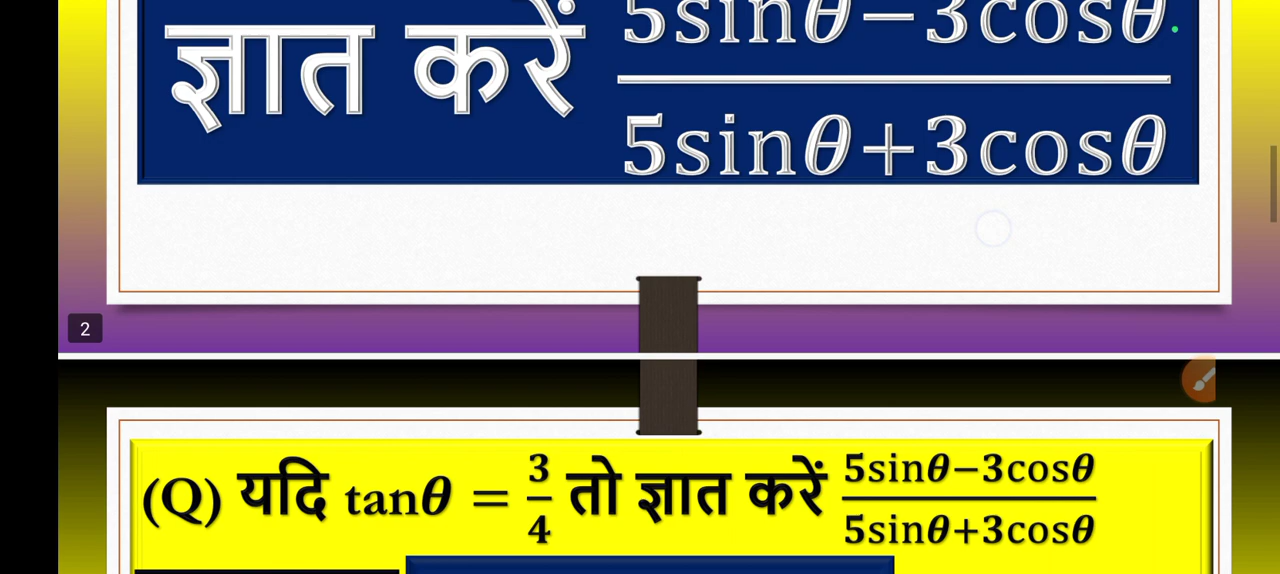 ज्ञात करें 5sinθ−3cosθ.
5sinθ+3cosθ
2
(Q) यदि tanθ = 3/4 तो ज्ञात करें 5sinθ−3cosθ
5sinθ+3cosθ